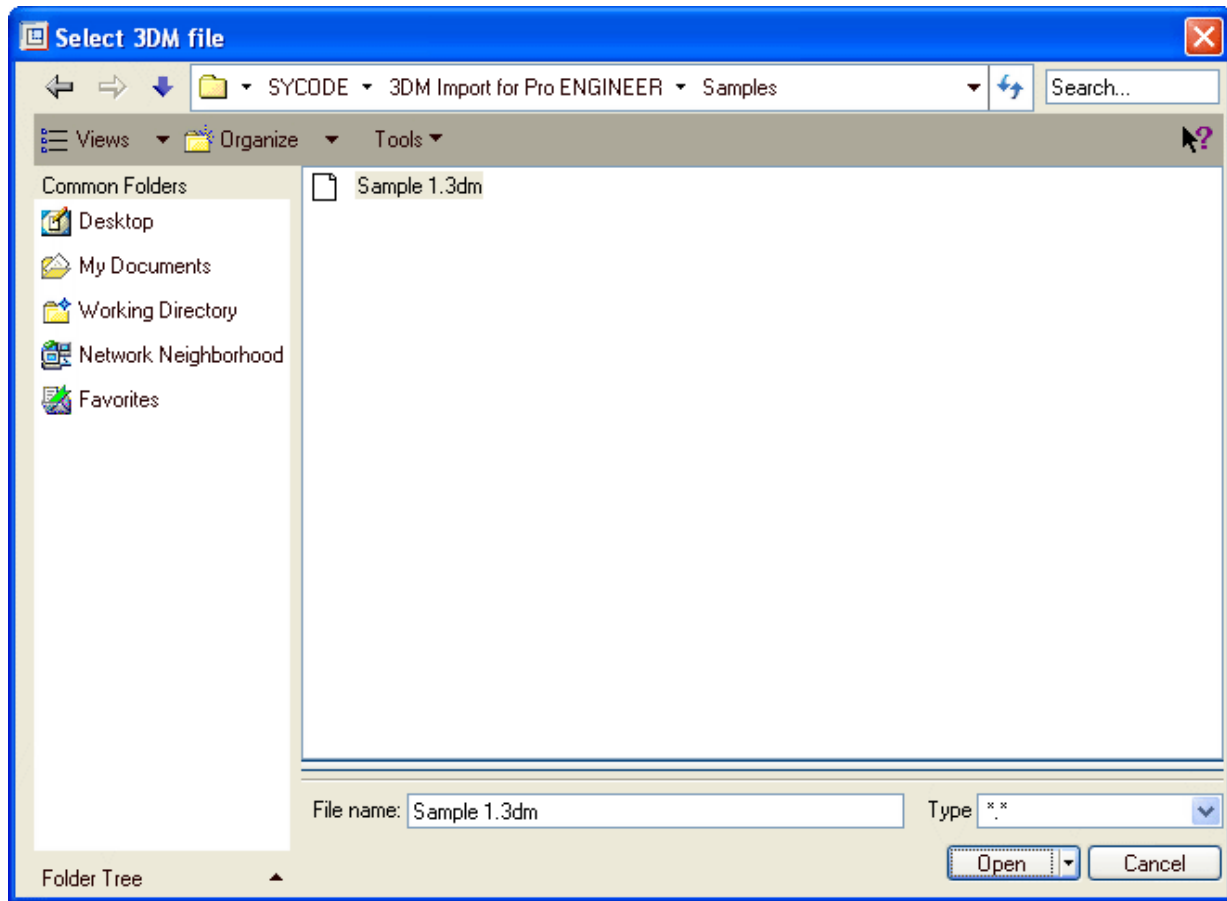 Select 3DM file
SYCODE 3DM Import for Pro ENGINEER Samples Search...
Views Organize Tools ?
Common Folders
Desktop
My Documents
Working Directory
Network Neighborhood
Favorites
Sample 1.3dm
File name: Sample 1.3dm Type *.*
Open Cancel
Folder Tree